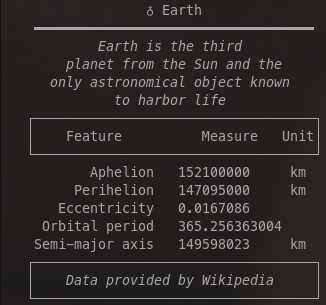 ♁ Earth
Earth is the third
planet from the Sun and the
only astronomical object known
to harbor life
Feature Measure Unit
Aphelion 152100000 km
Perihelion 147095000 km
Eccentricity 0.0167086
Orbital period 365.256363004
Semi-major axis 149598023 km
Data provided by Wikipedia